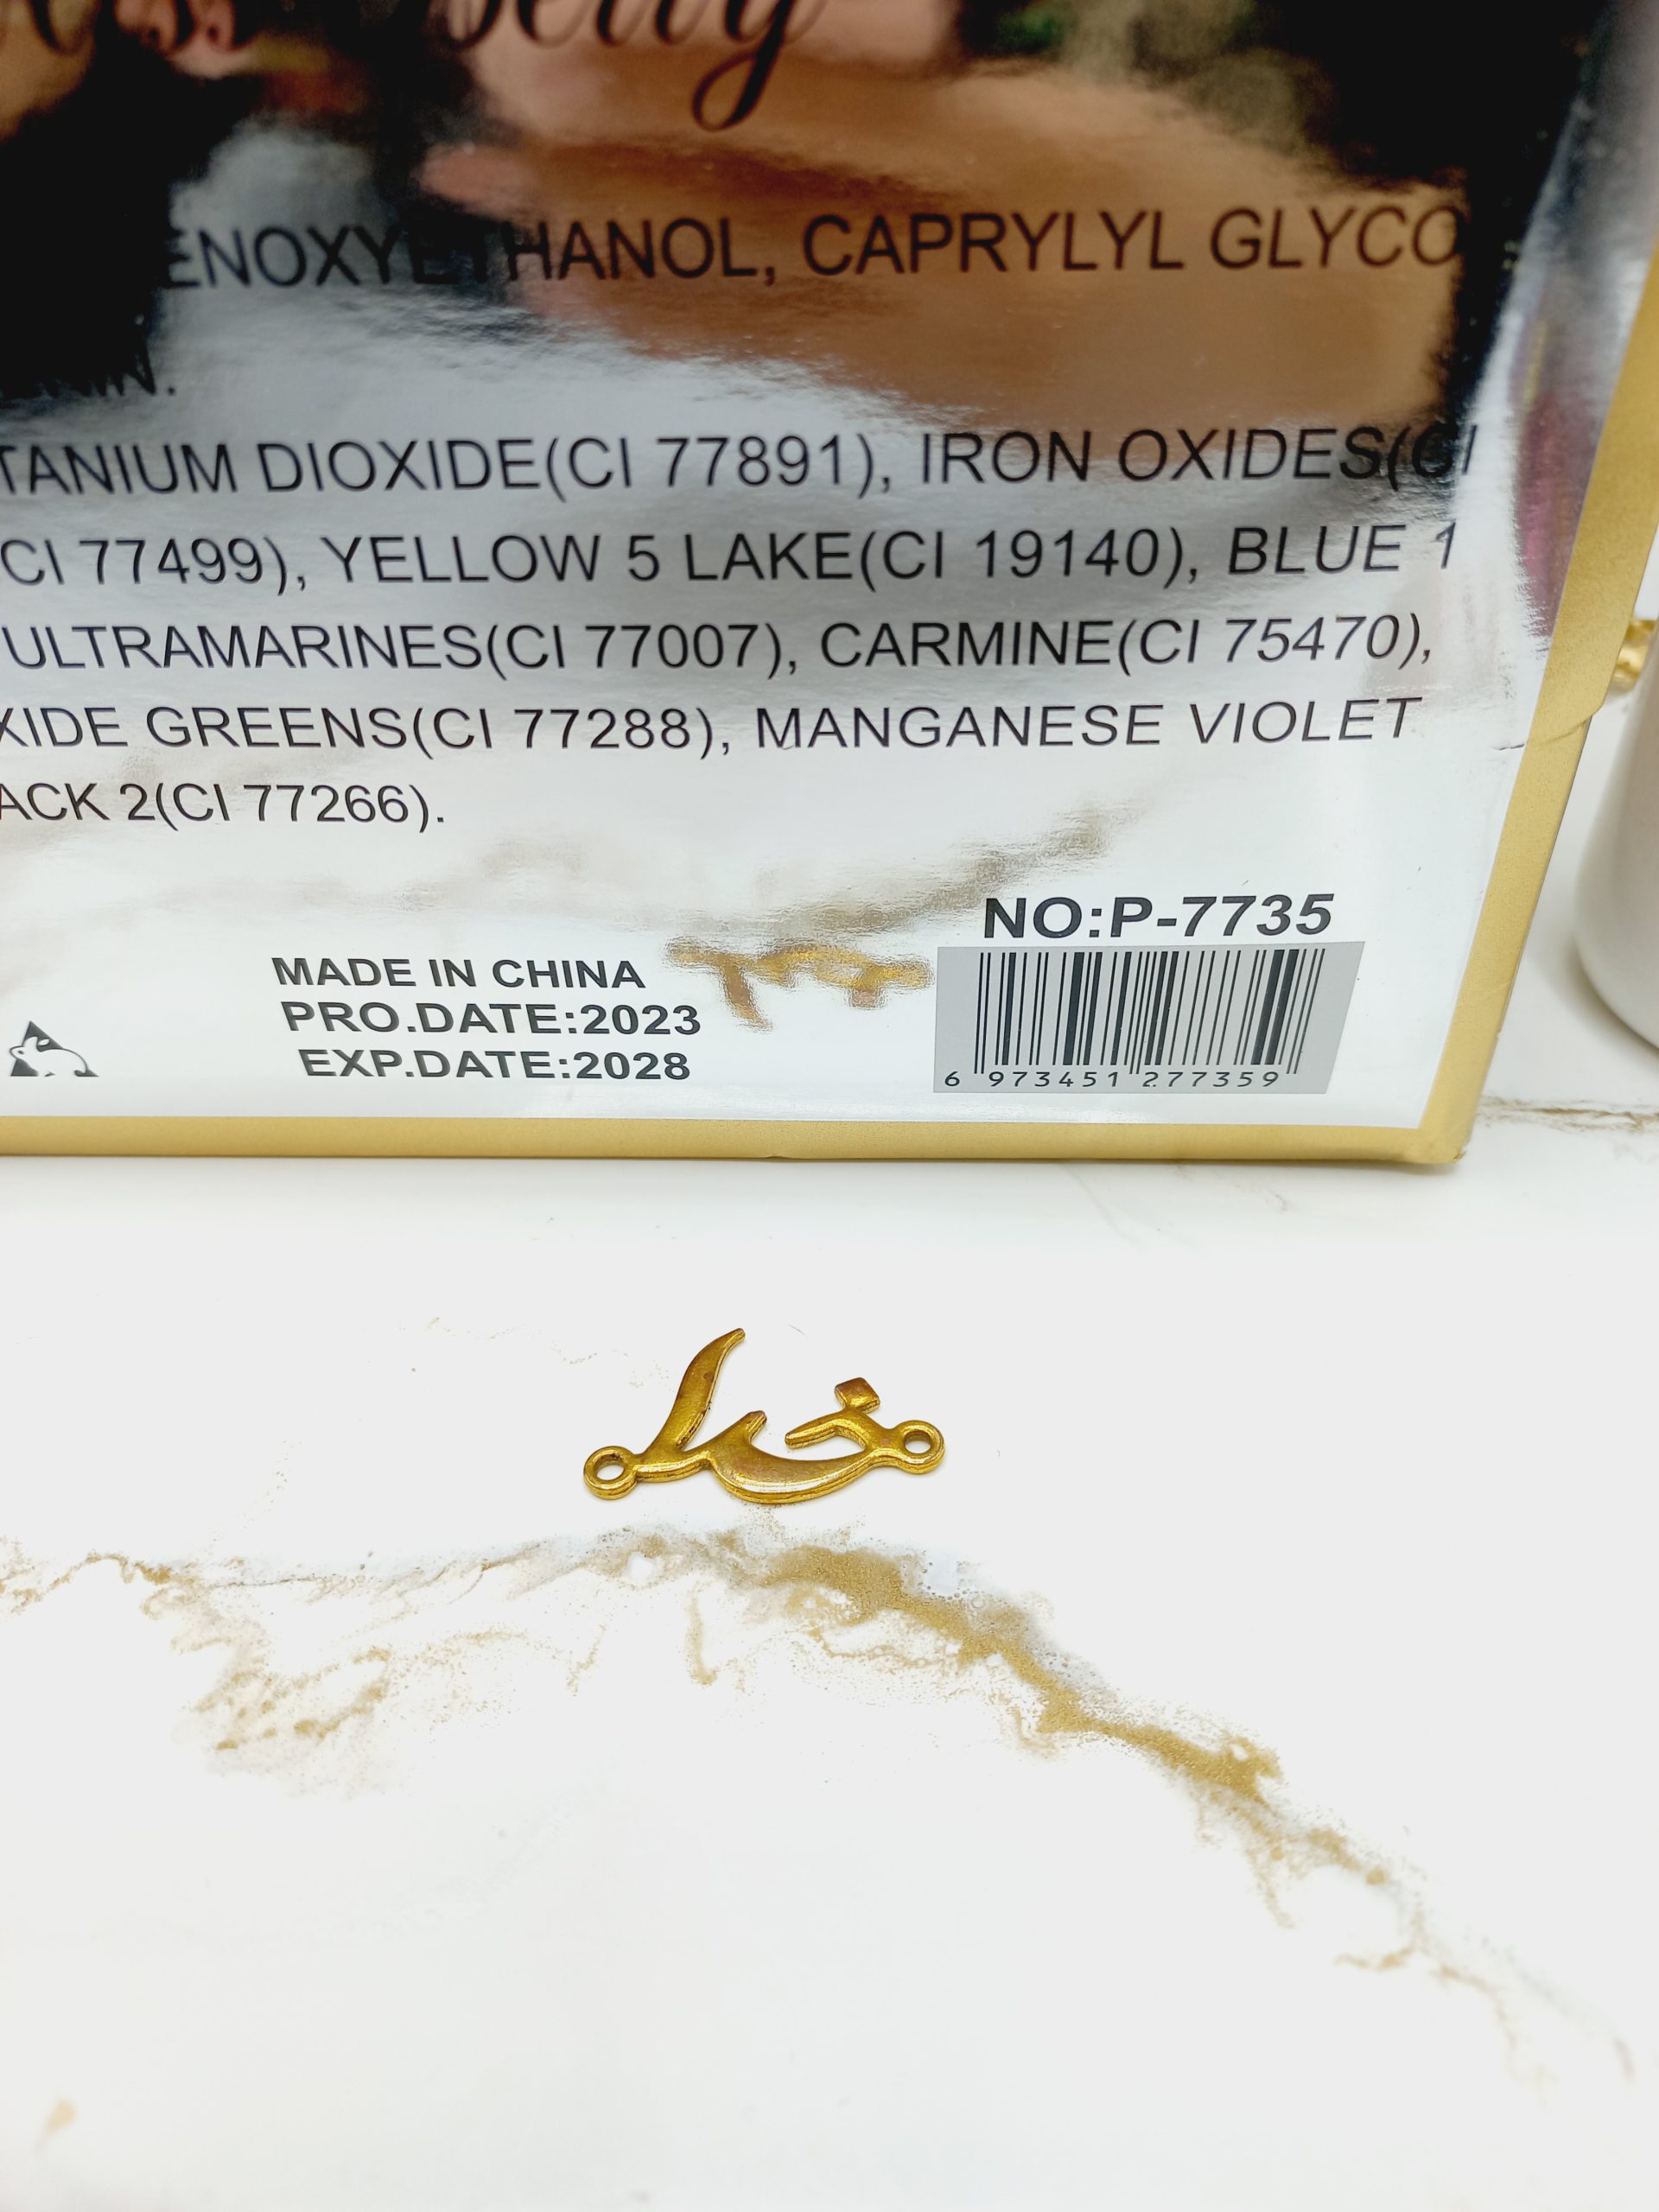 HANOL, CAPRYLYL GLYCO
TANIUM DIOXIDE(CI 77891), IRON OXIDES(CI
CI 77499), YELLOW 5 LAKE(CI 19140), BLUE 1
ULTRAMARINES(CI 77007), CARMINE(CI 75470),
XIDE GREENS(CI 77288), MANGANESE VIOLET
ACK 2(CI 77266).
NO:P-7735
MADE IN CHINA
PRO.DATE:2023
EXP.DATE:2028
6 973451 277359